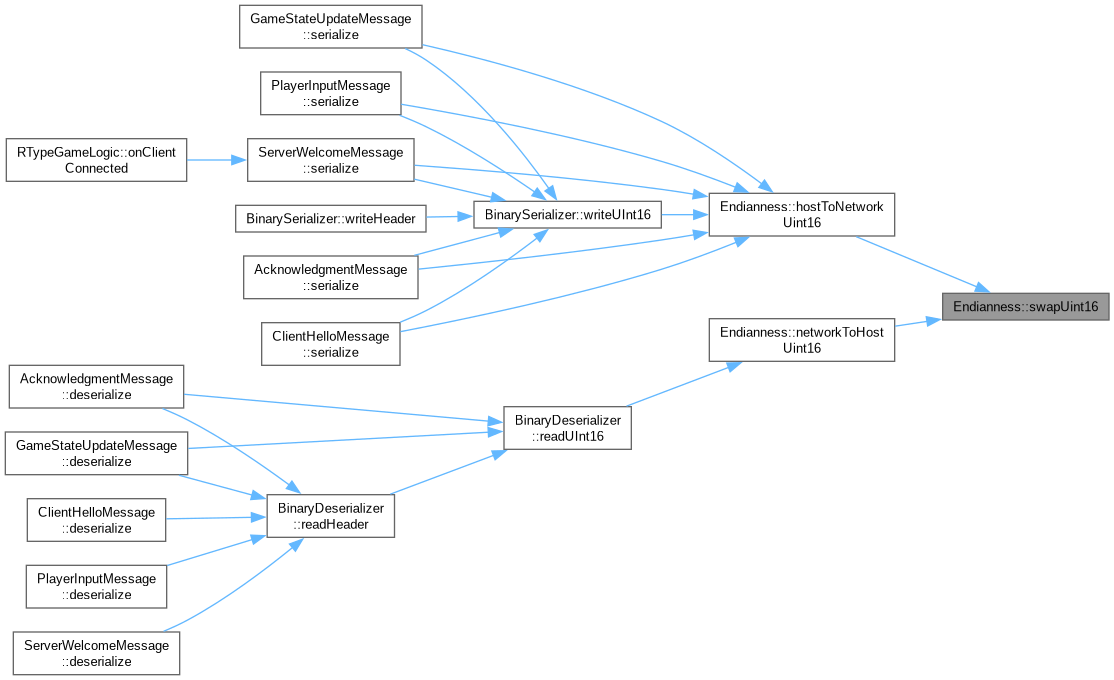 GameStateUpdateMessage
::serialize
PlayerInputMessage
::serialize
RTypeGameLogic::onClient
Connected
ServerWelcomeMessage
::serialize
BinarySerializer::writeHeader
BinarySerializer::writeUInt16
Endianness::hostToNetwork
Uint16
AcknowledgmentMessage
::serialize
Endianness::swapUint16
ClientHelloMessage
::serialize
Endianness::networkToHost
Uint16
AcknowledgmentMessage
::deserialize
BinaryDeserializer
::readUInt16
GameStateUpdateMessage
::deserialize
ClientHelloMessage
::deserialize
BinaryDeserializer
::readHeader
PlayerInputMessage
::deserialize
ServerWelcomeMessage
::deserialize